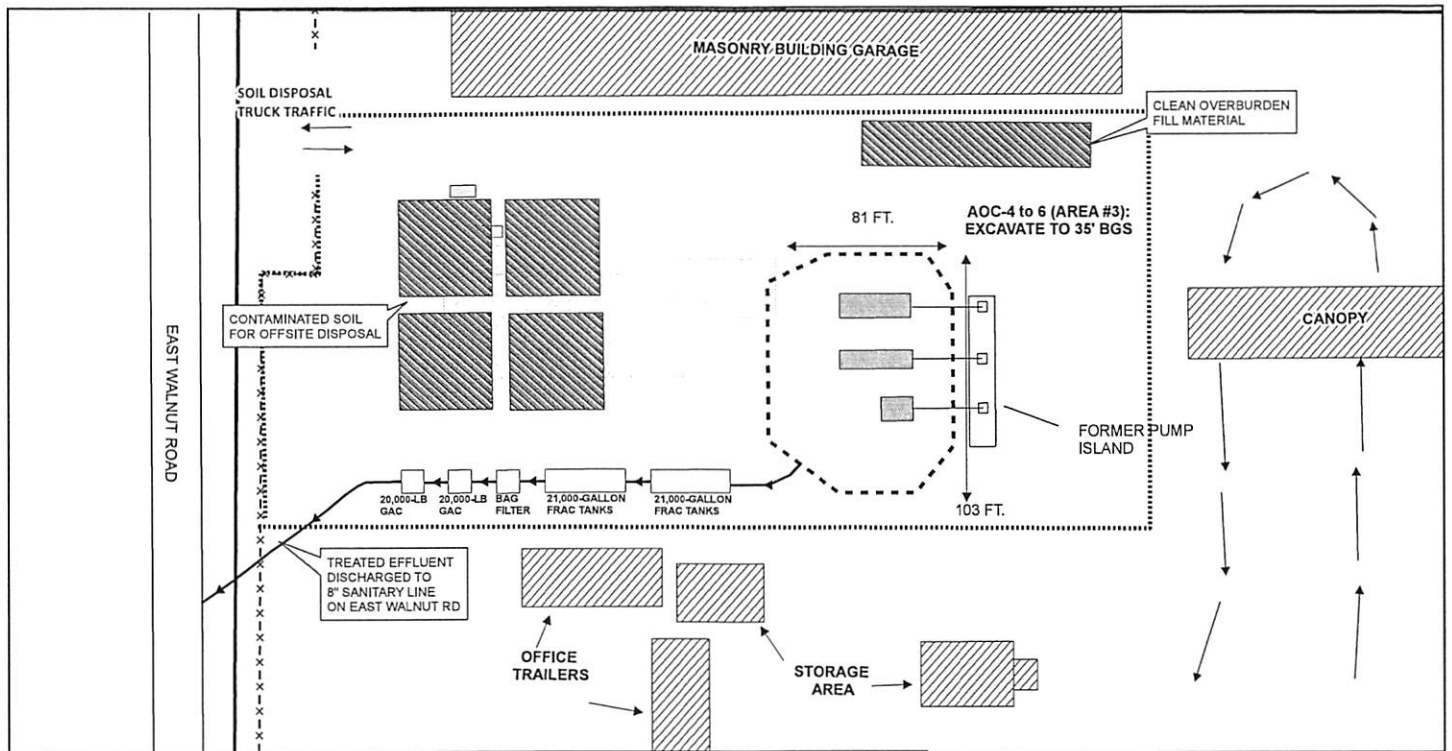 MASONRY BUILDING GARAGE
SOIL DISPOSAL
TRUCK TRAFFIC
CLEAN OVERBURDEN
FILL MATERIAL
81 FT.
AOC-4 to 6 (AREA #3):
EXCAVATE TO 35' BGS
CONTAMINATED SOIL
FOR OFFSITE DISPOSAL
CANOPY
EAST WALNUT ROAD
FORMER PUMP
ISLAND
20,000-LB
GAC
20,000-LB
GAC
BAG
FILTER
21,000-GALLON
FRAC TANKS
21,000-GALLON
FRAC TANKS
103 FT.
TREATED EFFLUENT
DISCHARGED TO
8" SANITARY LINE
ON EAST WALNUT RD
OFFICE
TRAILERS
STORAGE
AREA